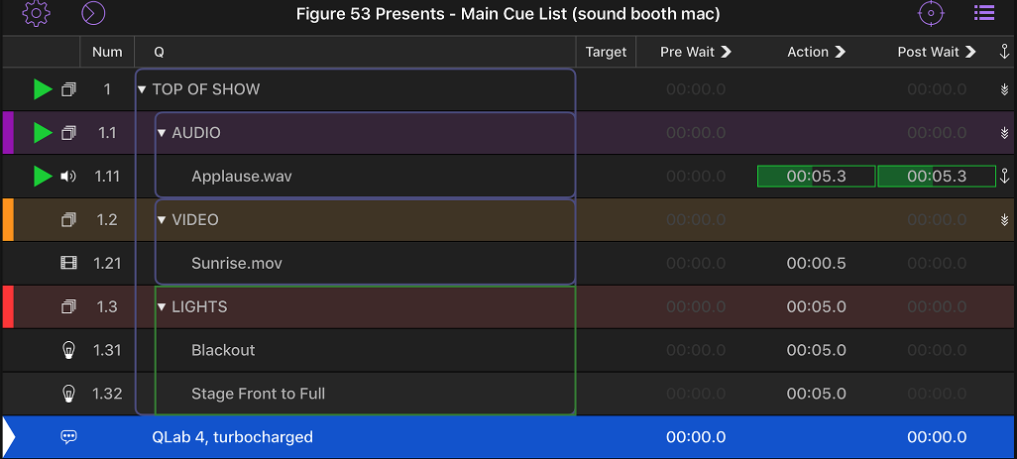 Figure 53 Presents - Main Cue List (sound booth mac)
Num Q Target Pre Wait Action Post Wait
1 TOP OF SHOW 00:00.0 00:00.0
1.1 AUDIO 00:00.0 00:00.0
1.11 Applause.wav 00:00.0 00:05.3 00:05.3
1.2 VIDEO 00:00.0 00:00.0
1.21 Sunrise.mov 00:00.0 00:00.5 00:00.0
1.3 LIGHTS 00:00.0 00:05.0 00:00.0
1.31 Blackout 00:00.0 00:05.0 00:00.0
1.32 Stage Front to Full 00:00.0 00:05.0 00:00.0
QLab 4, turbocharged 00:00.0 00:00.0